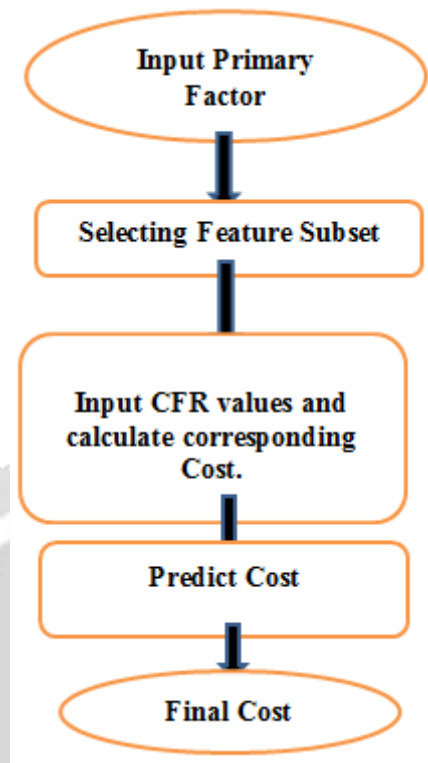 Input Primary
Factor
Selecting Feature Subset
Input CFR values and
calculate corresponding
Cost.
Predict Cost
Final Cost